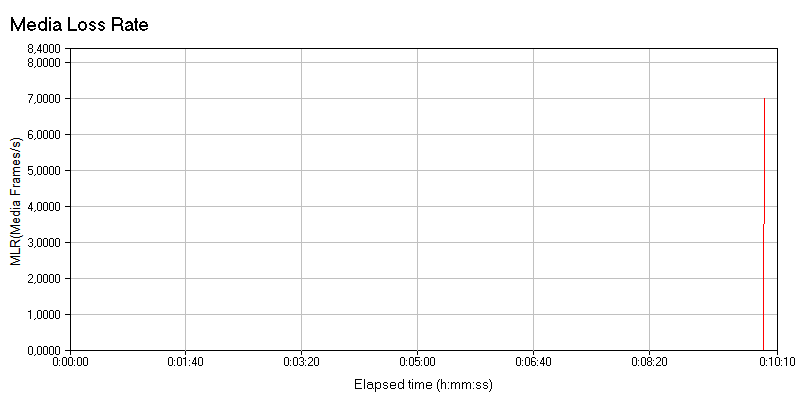 Media Loss Rate
8,4000
8,0000
7,0000
6,0000
5,0000
4,0000
3,0000
2,0000
1,0000
0,0000
MLR(Media Frames/s)
0:00:00 0:01:40 0:03:20 0:05:00 0:06:40 0:08:20 0:10:10
Elapsed time (h:mm:ss)